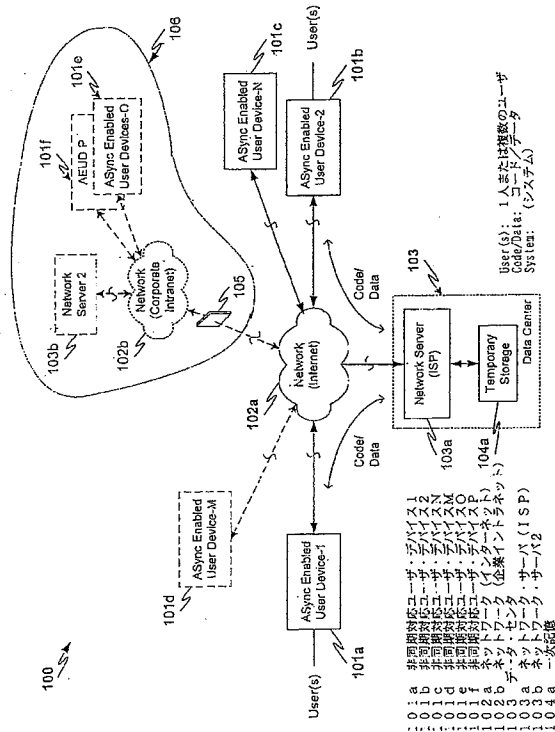 100
User(s)
ASync Enabled
User Device-1
101a
ASync Enabled
User Device-M
101d
Code/
Data
102a
Network
(Internet)
Network
Server 2
103b
Network
(Corporate
Intranet)
102b
105
AEUD P
101f
ASync Enabled
User Devices-O
101e
106
ASync Enabled
User Device-N
101c
ASync Enabled
User Device-2
101b
User(s)
Code/
Data
103
Network Server
(ISP)
103a
Temporary
Storage
104a
Data Center
101a 非同期対応ユーザ・デバイス1
101b 非同期対応ユーザ・デバイス2
101c 非同期対応ユーザ・デバイスN
101d 非同期対応ユーザ・デバイスM
101e 非同期対応ユーザ・デバイスO
101f 非同期対応ユーザ・デバイスP
102a ネットワーク (インターネット)
102b ネットワーク (企業イントラネット)
103 データ・センタ
103a ネットワーク・サーバ (ISP)
103b ネットワーク・サーバ2
104a 一次記憶
User(s): 1人または複数のユーザ
Code/Data: コード/データ
System: (システム)